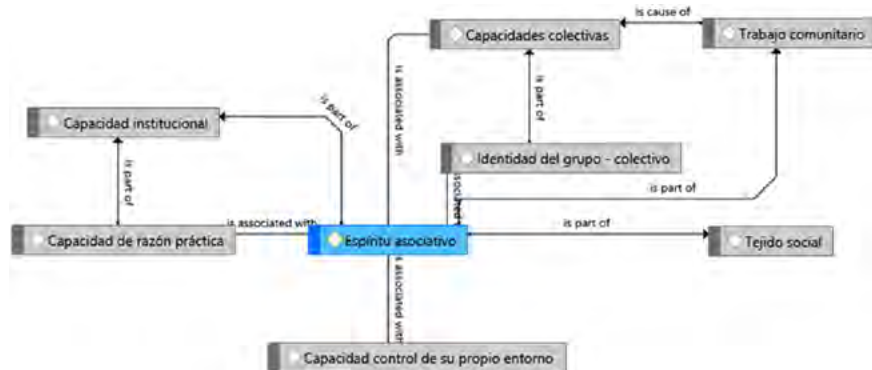 is cause of
Capacidades colectivas
Trabajo comunitario
is associated with
is part of
Capacidad institucional
is part of
Identidad del grupo - colectivo
is part of
is part of
associated
is associated with
is part of
Capacidad de razón práctica
Espíritu asociativo
Tejido social
is associated with
Capacidad control de su propio entorno